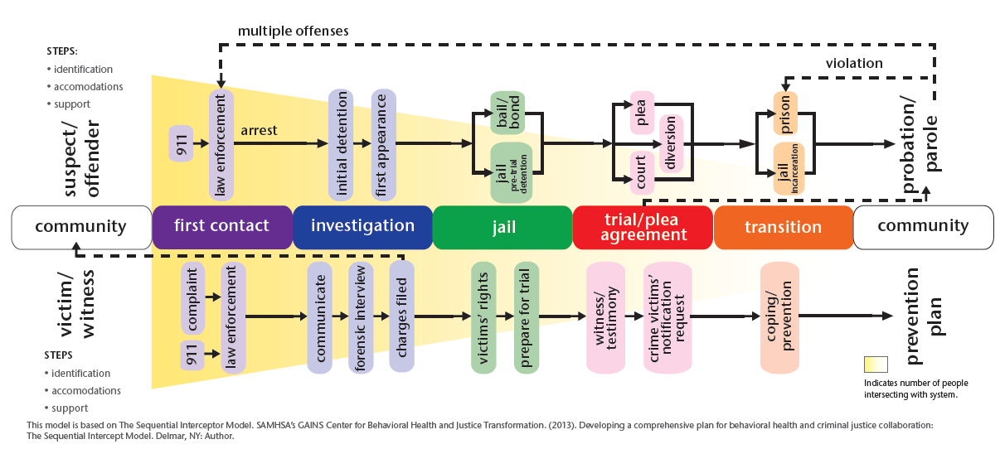 multiple offenses
STEPS:
• identification
• accomodations
• support
violation
suspect/
offender
911
law enforcement
arrest
initial detention
first appearance
bail/
bond
jail
pre-trial
detention
plea
court
diversion
prison
jail
incarceration
probation/
parole
community
first contact
investigation
jail
trial/plea
agreement
transition
community
victim/
witness
complaint
911
law enforcement
communicate
forensic interview
charges filed
victims' rights
prepare for trial
witness/
testimony
crime victims'
notification
request
coping/
prevention
prevention
plan
STEPS
• identification
• accomodations
• support
Indicates number of people
intersecting with system.
This model is based on The Sequential Interceptor Model. SAMHSA's GAINS Center for Behavioral Health and Justice Transformation. (2013). Developing a comprehensive plan for behavioral health and criminal justice collaboration:
The Sequential Intercept Model. Delmar, NY: Author.